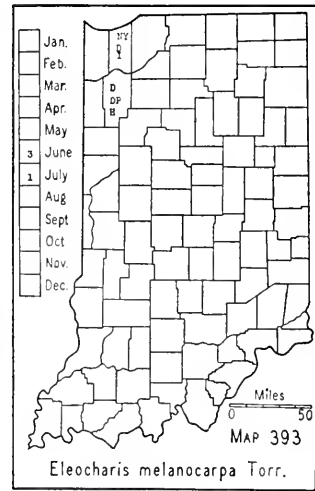 Jan.
Feb.
Mar.
Apr.
May
3 June
1 July
Aug
Sept
Oct
Nov.
Dec.
NY
D
I
D
DP
H
Miles
0 50
MAP 393
Eleocharis melanocarpa Torr.